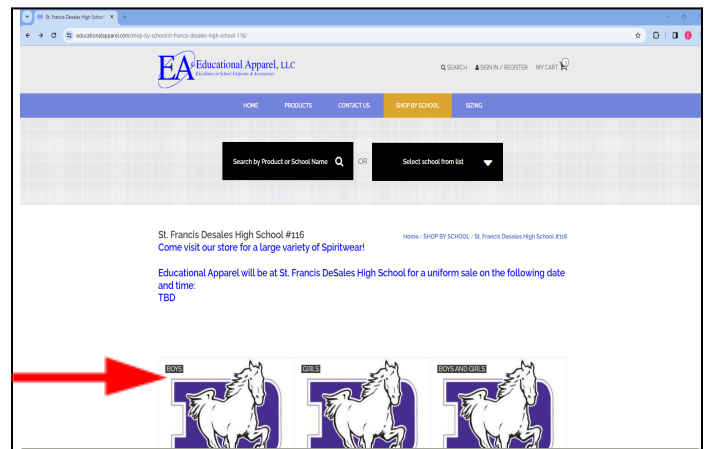 EA St. Francis Desales High School
educationalapparel.com/shop-by-school/st-francis-desales-high-school-116/
EA Educational Apparel, LLC
Excellence in School Uniforms & Accessories
SEARCH SIGN IN / REGISTER MY CART
HOME PRODUCTS CONTACT US SHOP BY SCHOOL SIZING
Search by Product or School Name OR Select school from list
St. Francis Desales High School #116
Home / SHOP BY SCHOOL / St. Francis Desales High School #116
Come visit our store for a large variety of Spiritwear!
Educational Apparel will be at St. Francis DeSales High School for a uniform sale on the following date
and time:
TBD
BOYS GIRLS BOYS AND GIRLS